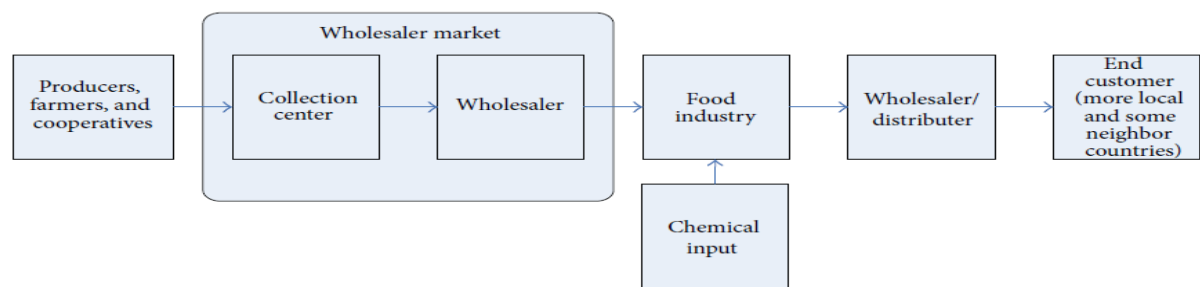 Wholesaler market
Producers,
farmers, and
cooperatives
Collection
center
Wholesaler
Food
industry
Wholesaler/
distributer
End
customer
(more local
and some
neighbor
countries)
Chemical
input